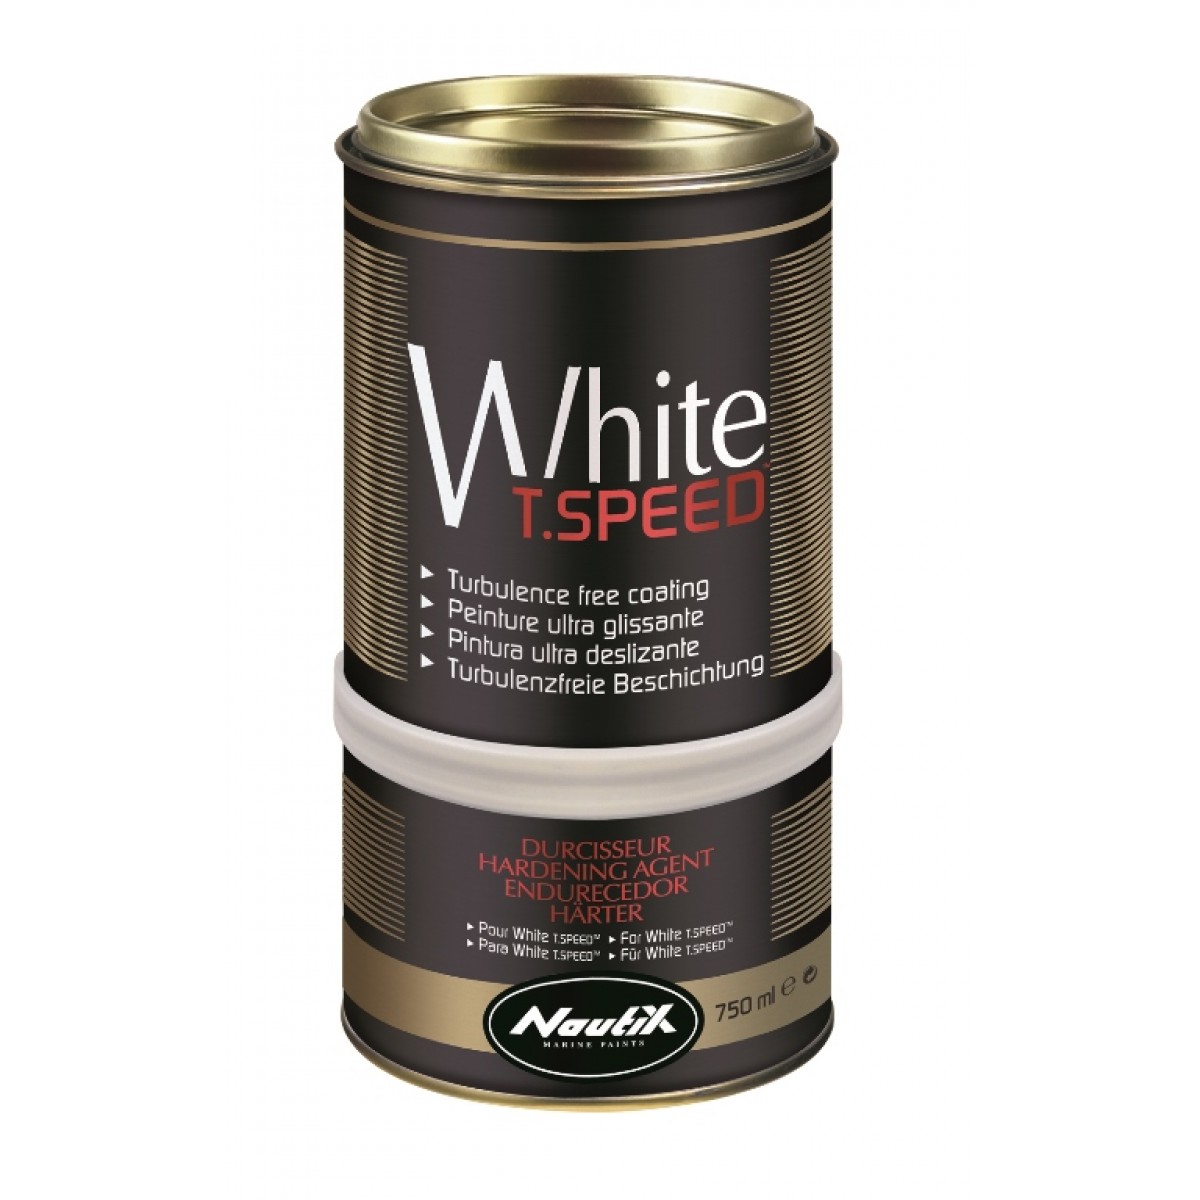 White
T.SPEED™
▶ Turbulence free coating
▶ Peinture ultra glissante
▶ Pintura ultra deslizante
▶ Turbulenzfreie Beschichtung
DURCISSEUR
HARDENING AGENT
ENDURECEDOR
HÄRTER
▶ Pour White T.SPEED™ ▶ For White T.SPEED™
▶ Para White T.SPEED™ ▶ Für White T.SPEED™
750 ml ℮
Nautix
MARINE PAINTS